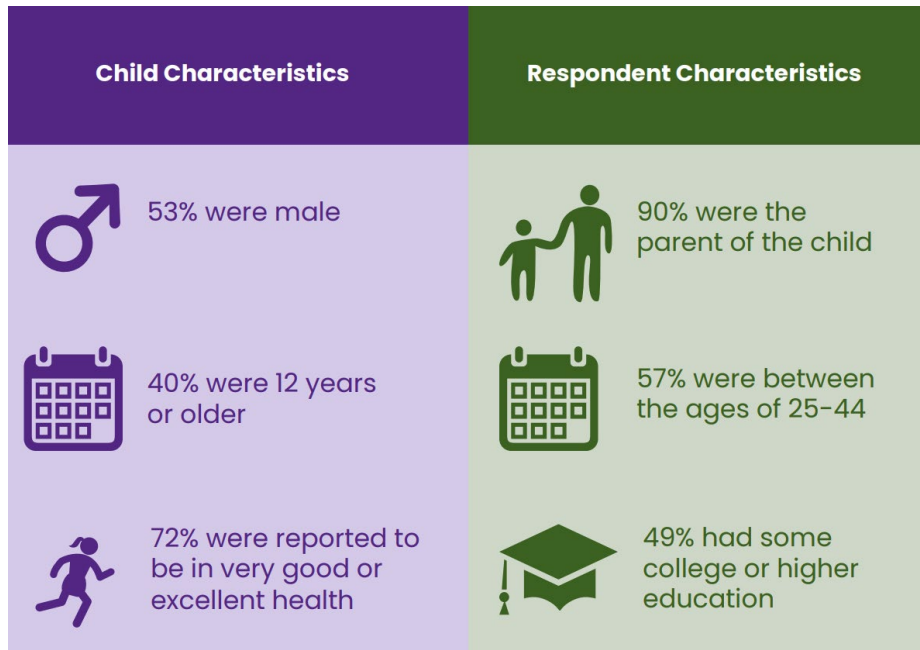 Child Characteristics
53% were male
40% were 12 years
or older
72% were reported to
be in very good or
excellent health
Respondent Characteristics
90% were the
parent of the child
57% were between
the ages of 25-44
49% had some
college or higher
education